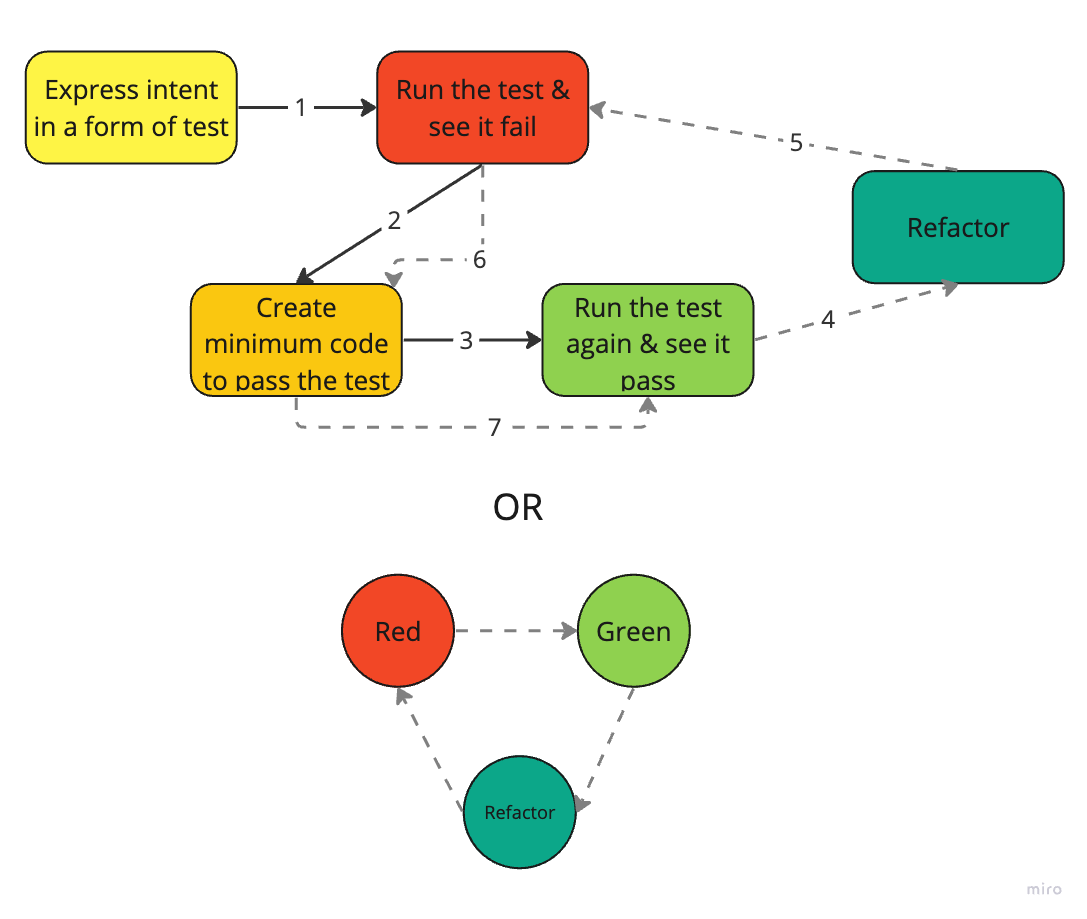 Express intent
in a form of test
1
Run the test &
see it fail
5
2
Refactor
6
Create
minimum code
to pass the test
3
Run the test
again & see it
pass
4
7
OR
Red
Green
Refactor
miro